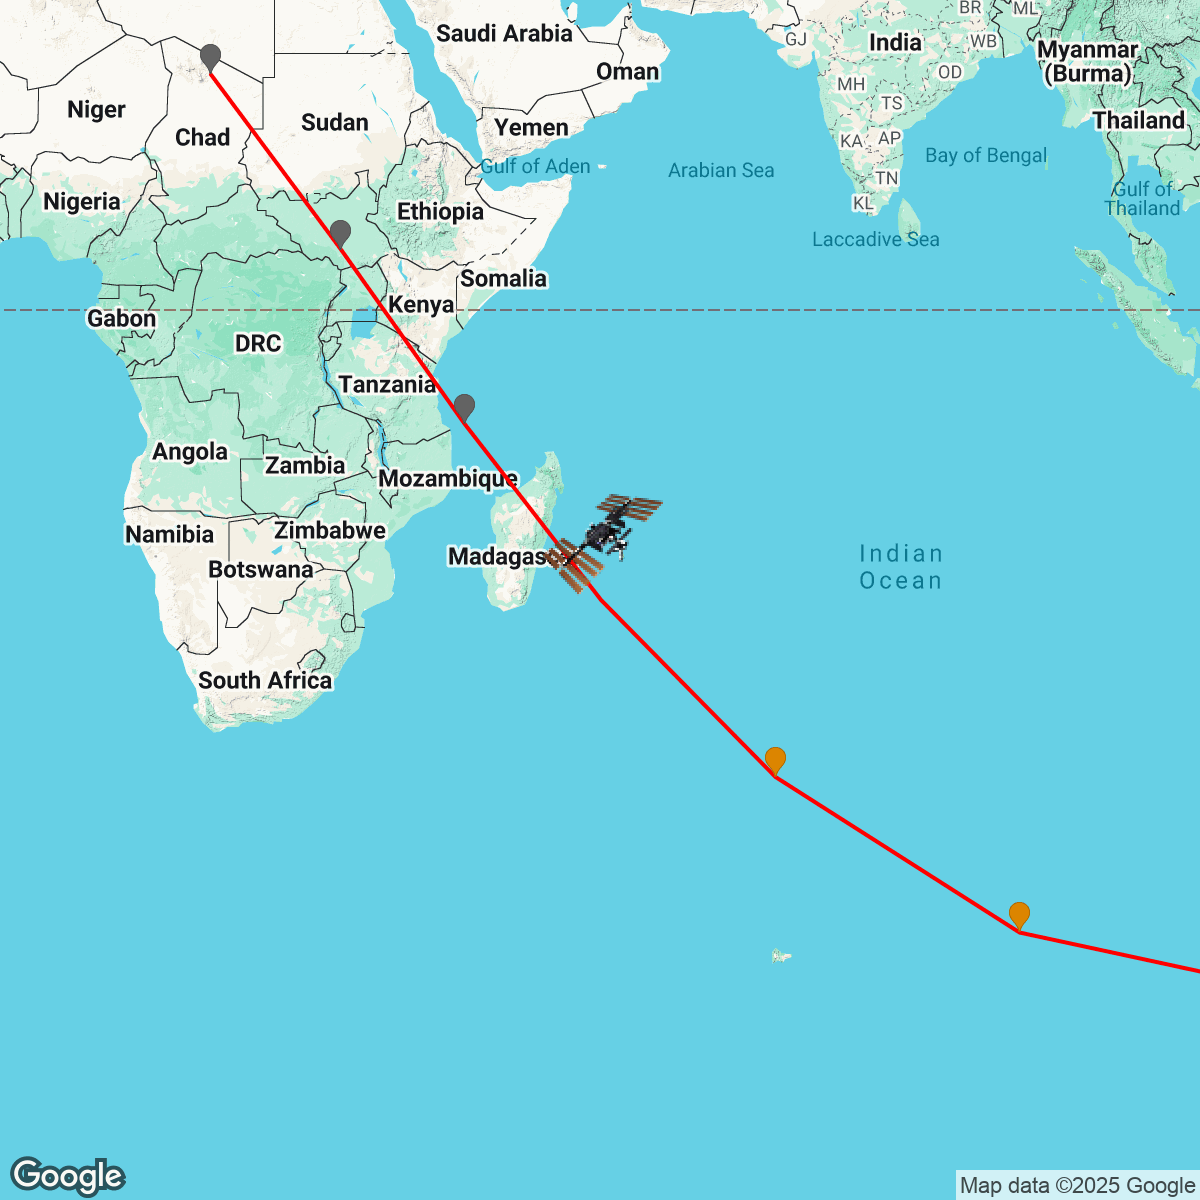 BR
ML
Saudi Arabia
GJ
India
WB
Myanmar
(Burma)
Oman
MH
OD
Niger
TS
Chad
Sudan
Yemen
Thailand
KA
AP
Gulf of Aden
Arabian Sea
Bay of Bengal
TN
Nigeria
Ethiopia
KL
Gulf of
Thailand
Laccadive Sea
Somalia
Gabon
Kenya
DRC
Tanzania
Angola
Zambia
Mozambique
Namibia
Zimbabwe
Madagas
Indian
Ocean
Botswana
South Africa
Google
Map data ©2025 Google